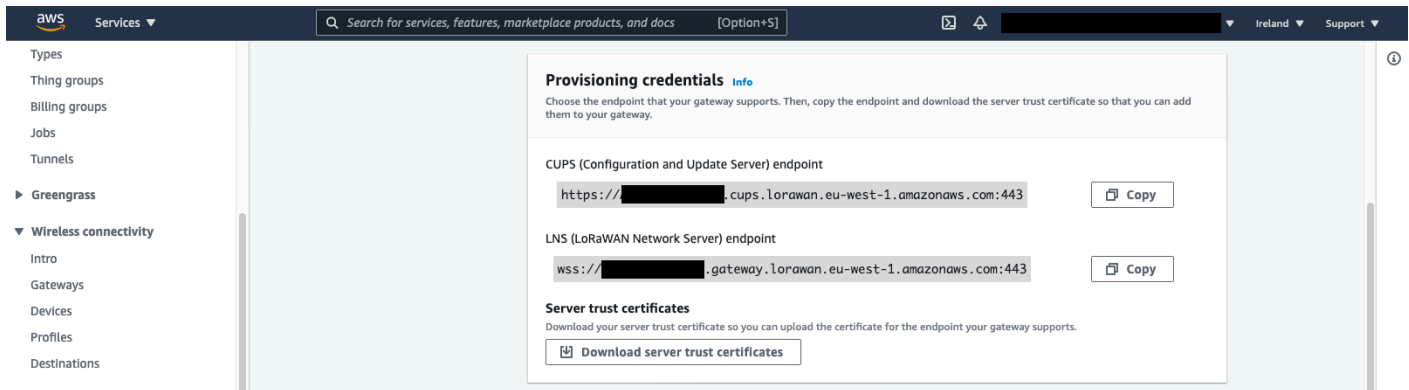 aws
Services ▼
Search for services, features, marketplace products, and docs [Option+S]
Ireland ▼
Support ▼
Types
Thing groups
Billing groups
Jobs
Tunnels
Greengrass
Wireless connectivity
Intro
Gateways
Devices
Profiles
Destinations
Provisioning credentials Info
Choose the endpoint that your gateway supports. Then, copy the endpoint and download the server trust certificate so that you can add
them to your gateway.
CUPS (Configuration and Update Server) endpoint
https:// .cups.lorawan.eu-west-1.amazonaws.com:443
Copy
LNS (LoRaWAN Network Server) endpoint
wss:// .gateway.lorawan.eu-west-1.amazonaws.com:443
Copy
Server trust certificates
Download your server trust certificate so you can upload the certificate for the endpoint your gateway supports.
Download server trust certificates